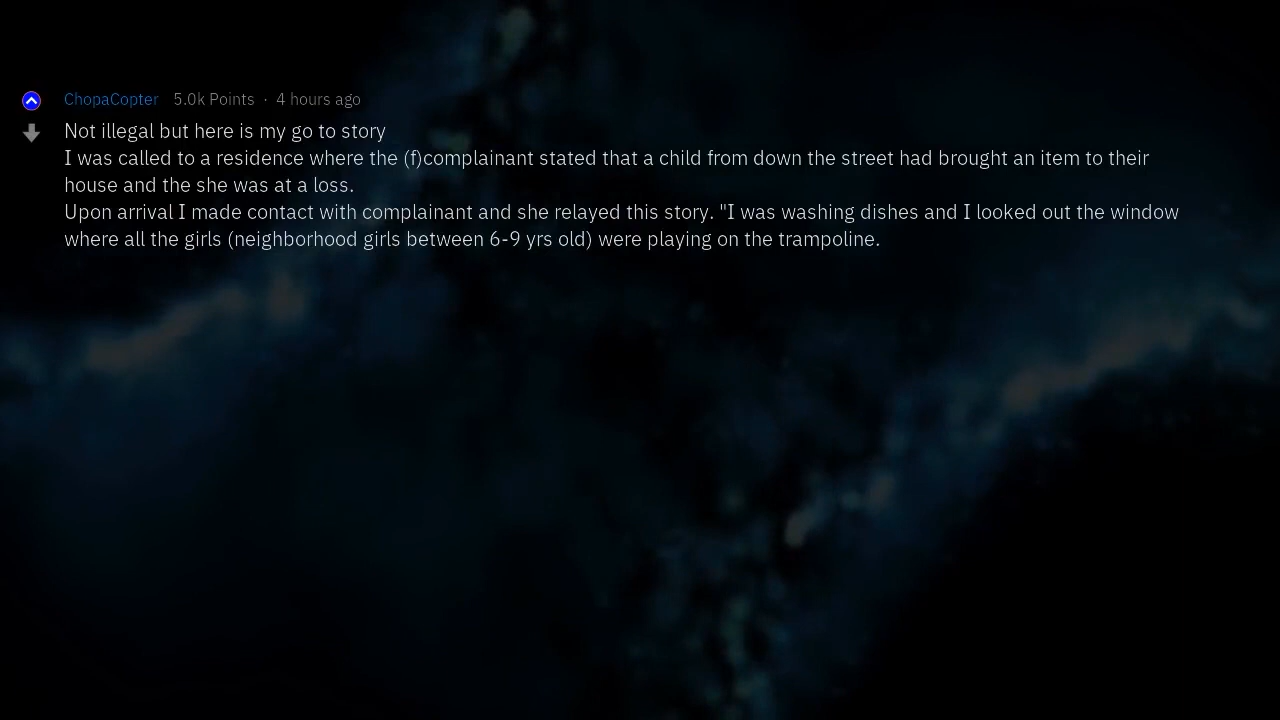 ChopaCopter 5.0k Points · 4 hours ago
Not illegal but here is my go to story
I was called to a residence where the (f)complainant stated that a child from down the street had brought an item to their
house and the she was at a loss.
Upon arrival I made contact with complainant and she relayed this story. "I was washing dishes and I looked out the window
where all the girls (neighborhood girls between 6-9 yrs old) were playing on the trampoline.